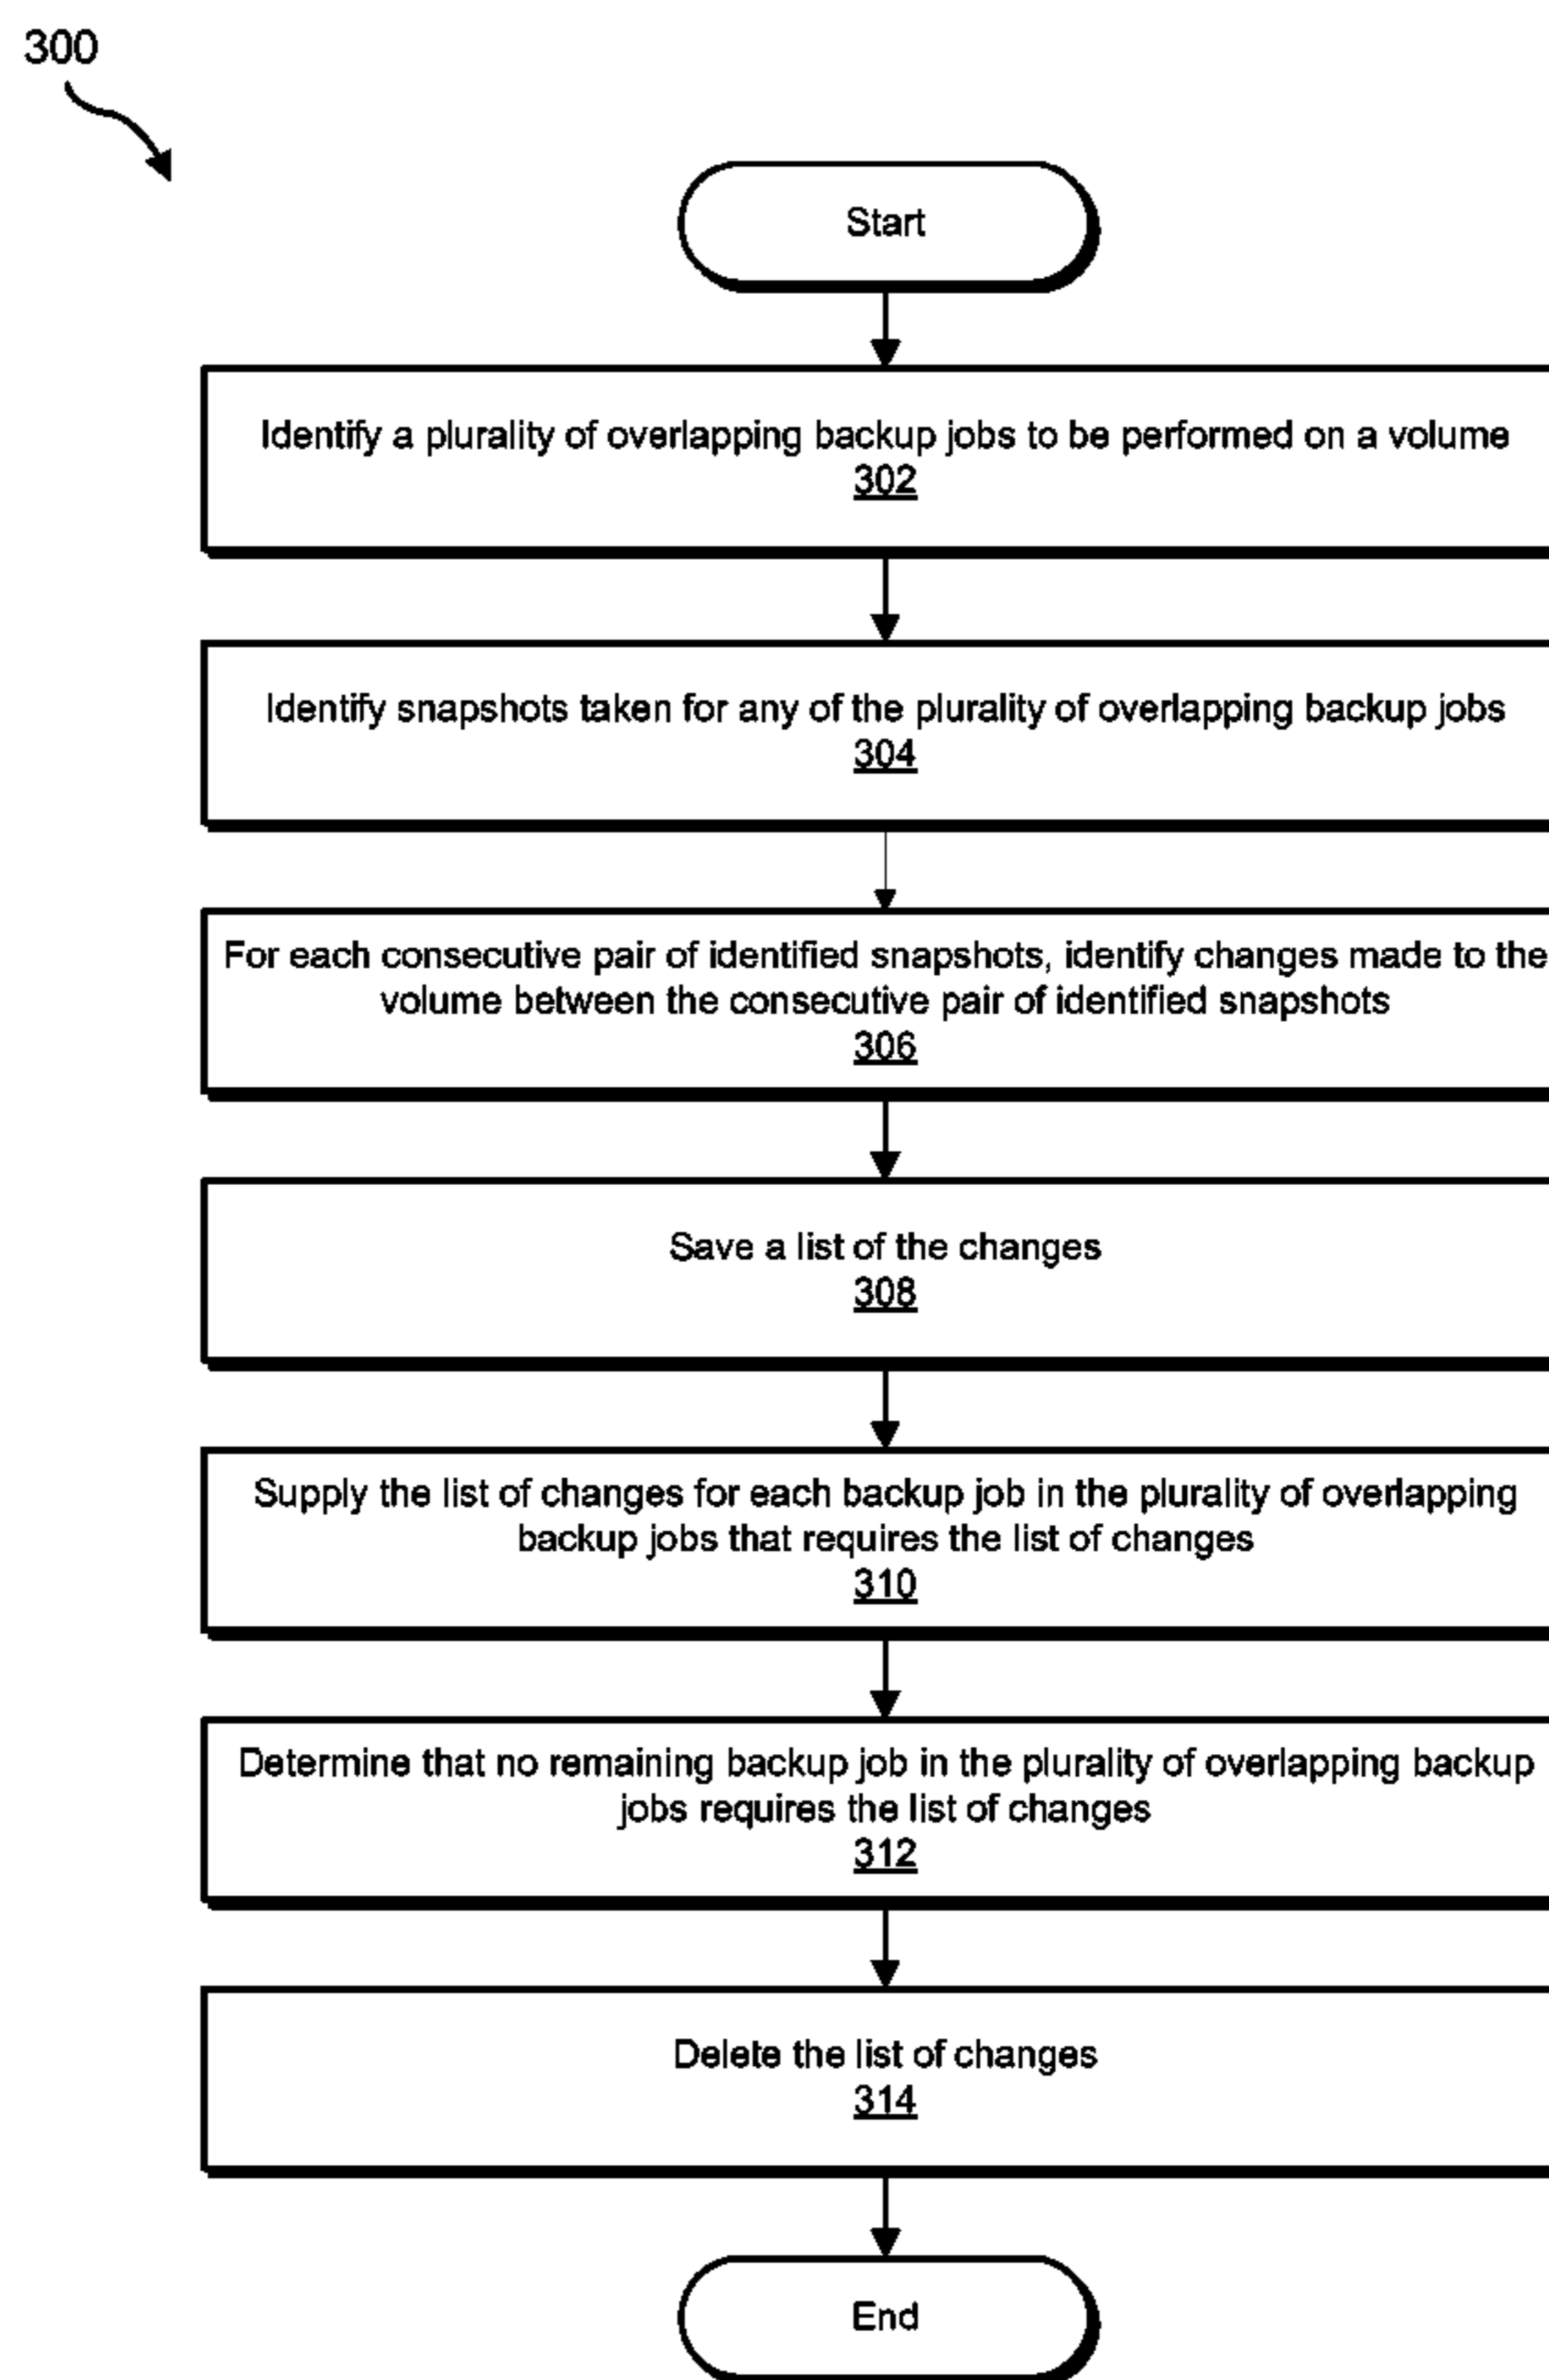 300
Start
Identify a plurality of overlapping backup jobs to be performed on a volume
302
Identify snapshots taken for any of the plurality of overlapping backup jobs
304
For each consecutive pair of identified snapshots, identify changes made to the
volume between the consecutive pair of identified snapshots
306
Save a list of the changes
308
Supply the list of changes for each backup job in the plurality of overlapping
backup jobs that requires the list of changes
310
Determine that no remaining backup job in the plurality of overlapping backup
jobs requires the list of changes
312
Delete the list of changes
314
End